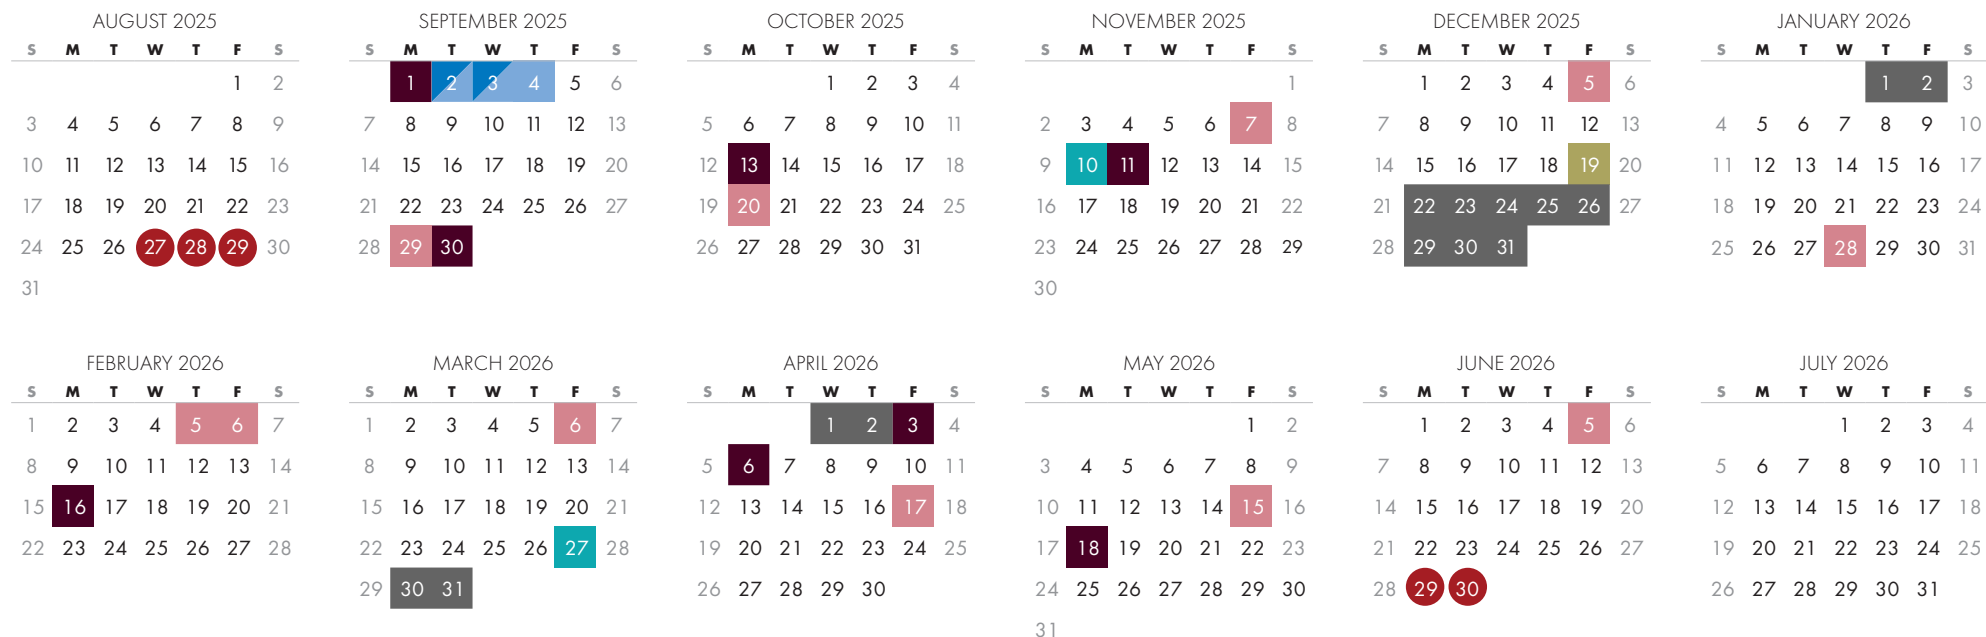 AUGUST 2025
S M T W T F S
1 2
3 4 5 6 7 8 9
10 11 12 13 14 15 16
17 18 19 20 21 22 23
24 25 26 27 28 29 30
31
SEPTEMBER 2025
S M T W T F S
1 2 3 4 5 6
7 8 9 10 11 12 13
14 15 16 17 18 19 20
21 22 23 24 25 26 27
28 29 30
OCTOBER 2025
S M T W T F S
1 2 3 4
5 6 7 8 9 10 11
12 13 14 15 16 17 18
19 20 21 22 23 24 25
26 27 28 29 30 31
NOVEMBER 2025
S M T W T F S
1
2 3 4 5 6 7 8
9 10 11 12 13 14 15
16 17 18 19 20 21 22
23 24 25 26 27 28 29
30
DECEMBER 2025
S M T W T F S
1 2 3 4 5 6
7 8 9 10 11 12 13
14 15 16 17 18 19 20
21 22 23 24 25 26 27
28 29 30 31
JANUARY 2026
S M T W T F S
1 2 3
4 5 6 7 8 9 10
11 12 13 14 15 16 17
18 19 20 21 22 23 24
25 26 27 28 29 30 31
FEBRUARY 2026
S M T W T F S
1 2 3 4 5 6 7
8 9 10 11 12 13 14
15 16 17 18 19 20 21
22 23 24 25 26 27 28
MARCH 2026
S M T W T F S
1 2 3 4 5 6 7
8 9 10 11 12 13 14
15 16 17 18 19 20 21
22 23 24 25 26 27 28
29 30 31
APRIL 2026
S M T W T F S
1 2 3 4
5 6 7 8 9 10 11
12 13 14 15 16 17 18
19 20 21 22 23 24 25
26 27 28 29 30
MAY 2026
S M T W T F S
1 2
3 4 5 6 7 8 9
10 11 12 13 14 15 16
17 18 19 20 21 22 23
24 25 26 27 28 29 30
31
JUNE 2026
S M T W T F S
1 2 3 4 5 6
7 8 9 10 11 12 13
14 15 16 17 18 19 20
21 22 23 24 25 26 27
28 29 30
JULY 2026
S M T W T F S
1 2 3 4
5 6 7 8 9 10 11
12 13 14 15 16 17 18
19 20 21 22 23 24 25
26 27 28 29 30 31